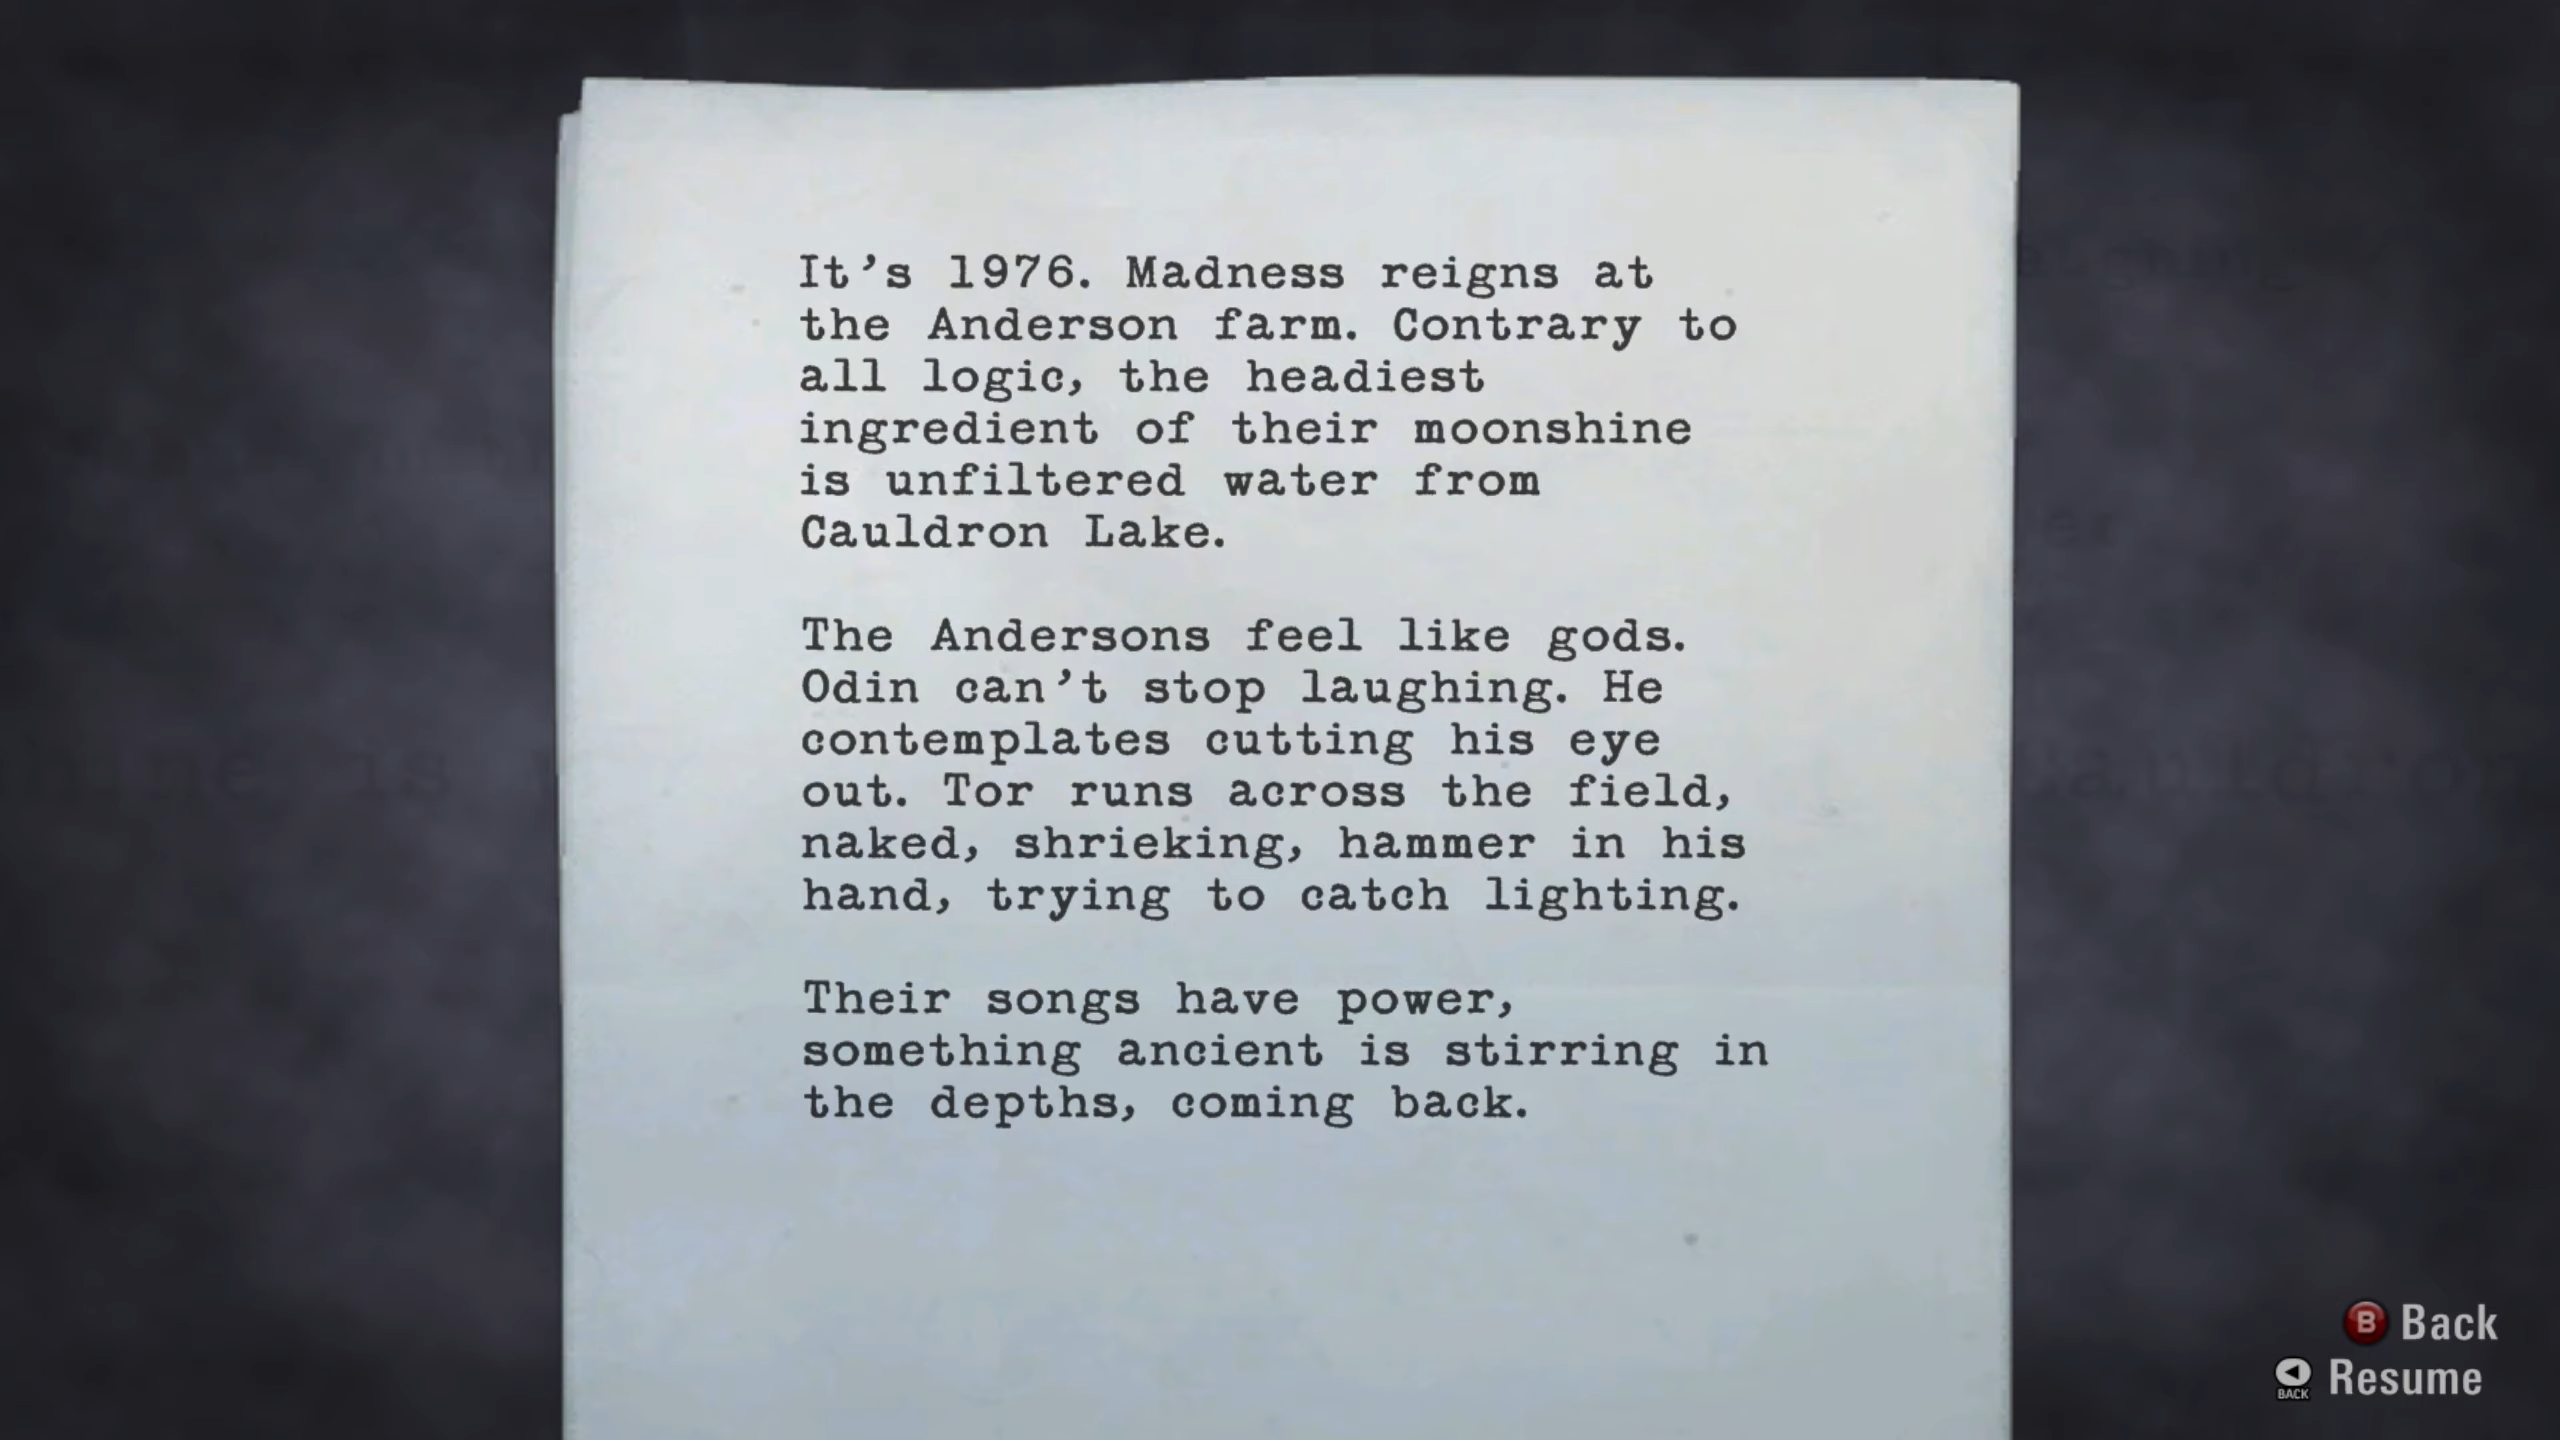 It's 1976. Madness reigns at
the Anderson farm. Contrary to
all logic, the headiest
ingredient of their moonshine
is unfiltered water from
Cauldron Lake.
The Andersons feel like gods.
Odin can't stop laughing. He
contemplates cutting his eye
out. Tor runs across the field,
naked, shrieking, hammer in his
hand, trying to catch lighting.
Their songs have power,
something ancient is stirring in
the depths, coming back.
B Back
BACK Resume